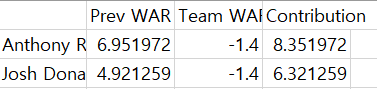 Prev WAR Team WAR Contribution
Anthony R 6.951972 -1.4 8.351972
Josh Dona 4.921259 -1.4 6.321259